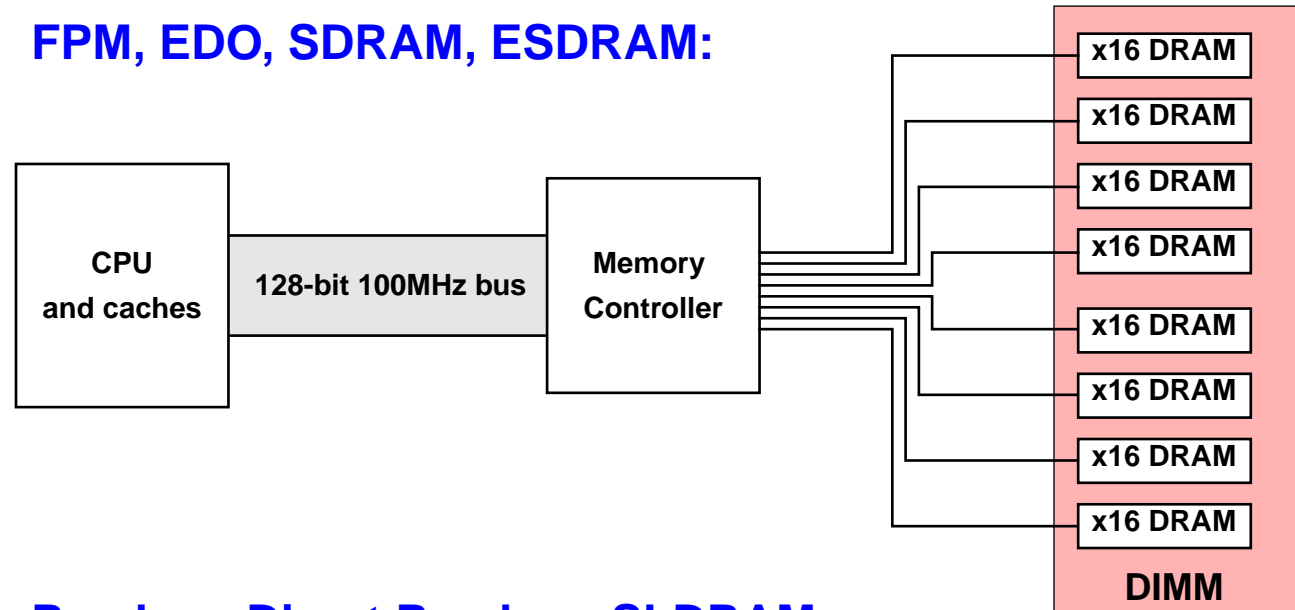 FPM, EDO, SDRAM, ESDRAM:
x16 DRAM
x16 DRAM
x16 DRAM
x16 DRAM
x16 DRAM
x16 DRAM
x16 DRAM
x16 DRAM
DIMM
CPU
and caches
128-bit 100MHz bus
Memory
Controller